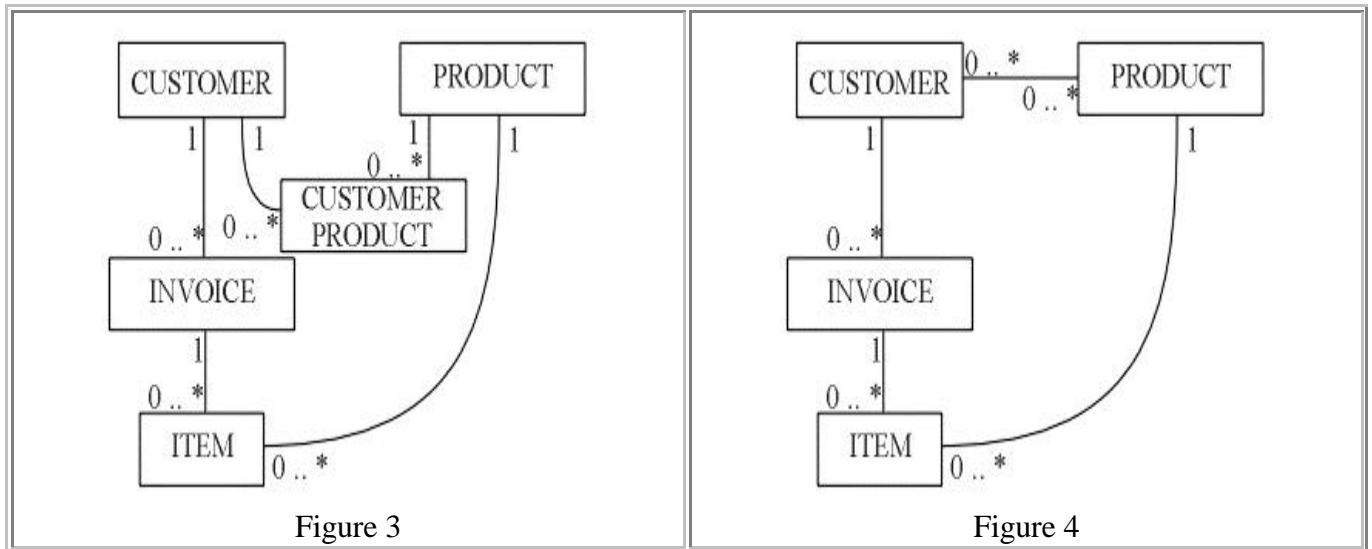 CUSTOMER
PRODUCT
1
1
1
1
0 .. *
CUSTOMER
PRODUCT
0 .. *
0 .. *
INVOICE
1
0 .. *
ITEM
0 .. *
Figure 3
CUSTOMER
0 .. *
PRODUCT
0 .. *
1
1
0 .. *
INVOICE
1
0 .. *
ITEM
0 .. *
Figure 4